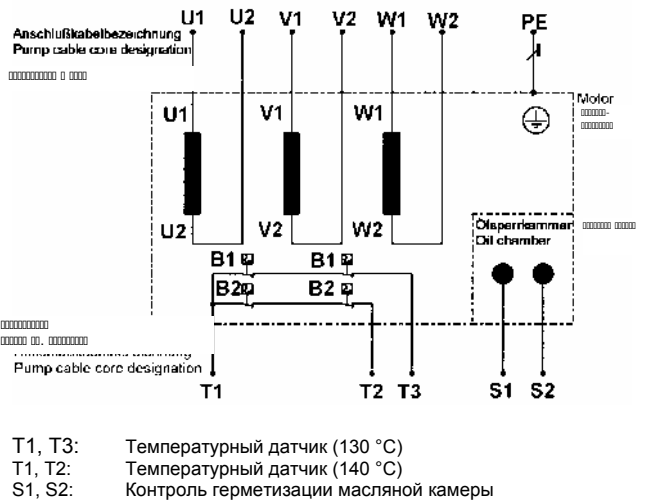 U1 U2 V1 V2 W1 W2 PE
Anschlußkabelbezeichnung
Pump cable core designation
Motor
U1 V1 W1
U2 V2 W2
Ölsperrkammer
Oil chamber
B1 B1
B2 B2
Pump cable core designation
T1 T2 T3 S1 S2
T1, T3: Температурный датчик (130 °C)
T1, T2: Температурный датчик (140 °C)
S1, S2: Контроль герметизации масляной камеры